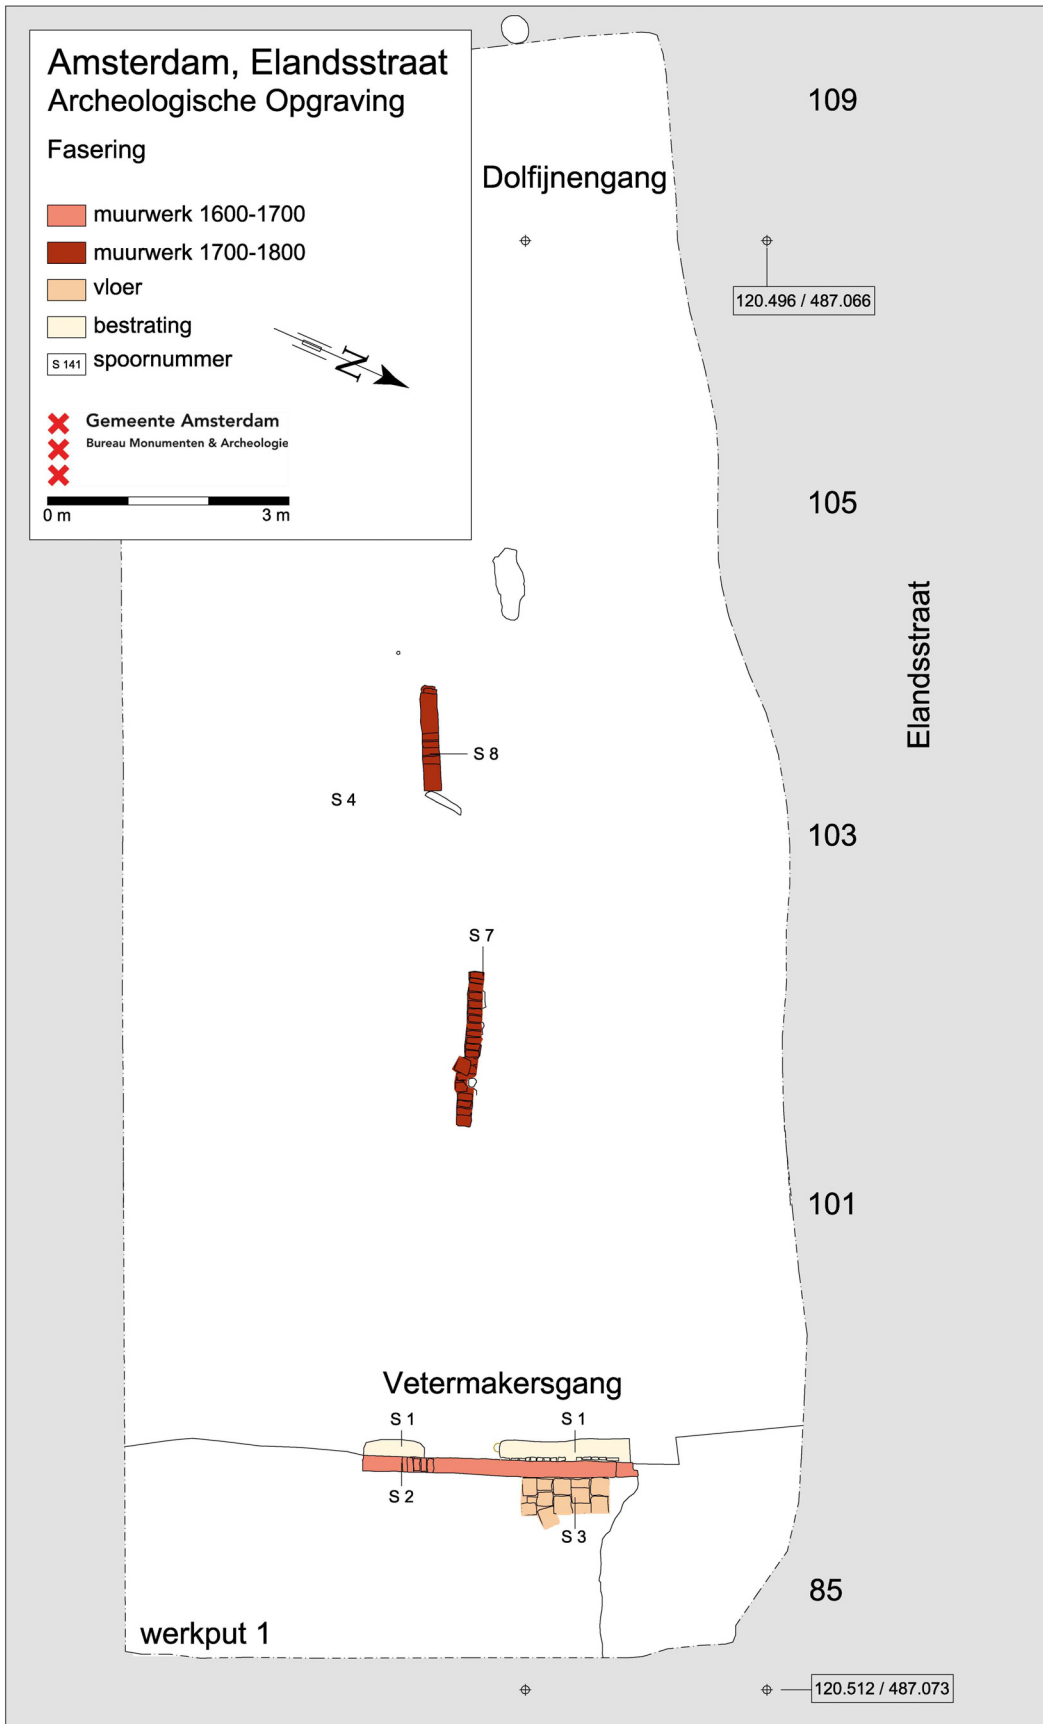 Amsterdam, Elandsstraat
Archeologische Opgraving
Fasering
muurwerk 1600-1700
muurwerk 1700-1800
vloer
bestrating
S 141 spoornummer
N
Gemeente Amsterdam
Bureau Monumenten & Archeologie
0 m 3 m
109
Dolfijnengang
120.496 / 487.066
105
Elandsstraat
S 8
S 4
103
S 7
101
Vetermakersgang
S 1 S 1
S 2
S 3
85
werkput 1
120.512 / 487.073